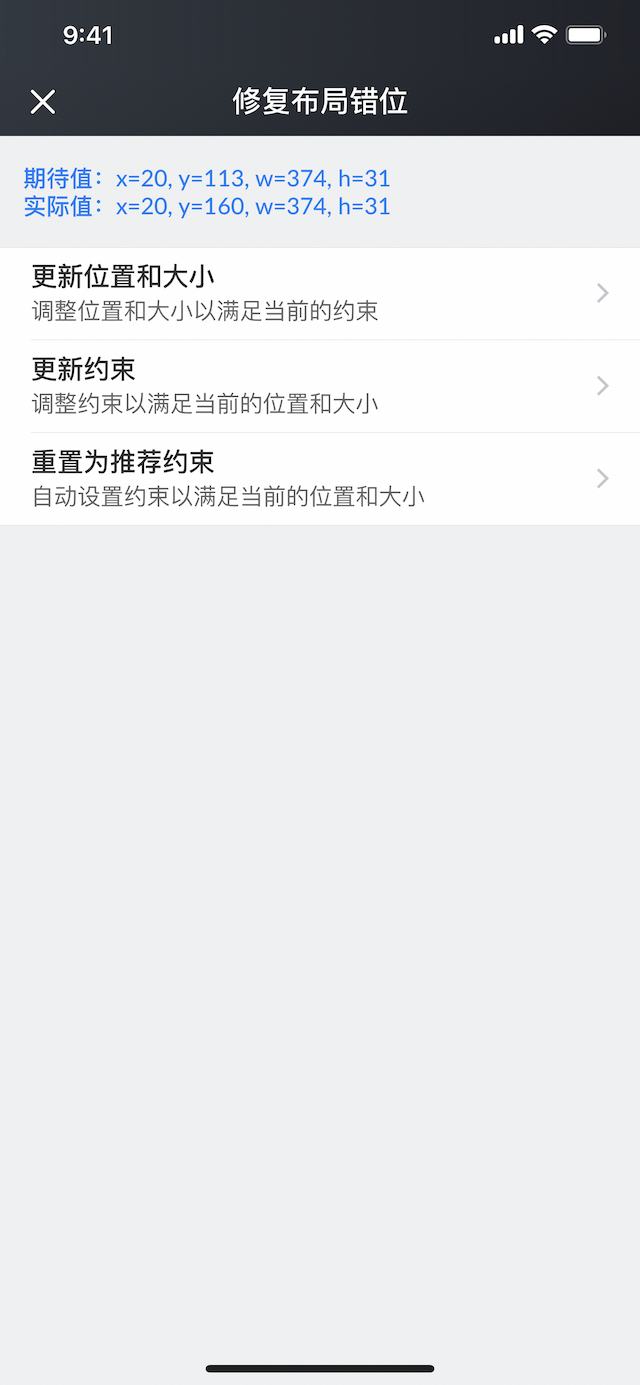 9:41
修复布局错位
期待值：x=20, y=113, w=374, h=31
实际值：x=20, y=160, w=374, h=31
更新位置和大小
调整位置和大小以满足当前的约束
更新约束
调整约束以满足当前的位置和大小
重置为推荐约束
自动设置约束以满足当前的位置和大小